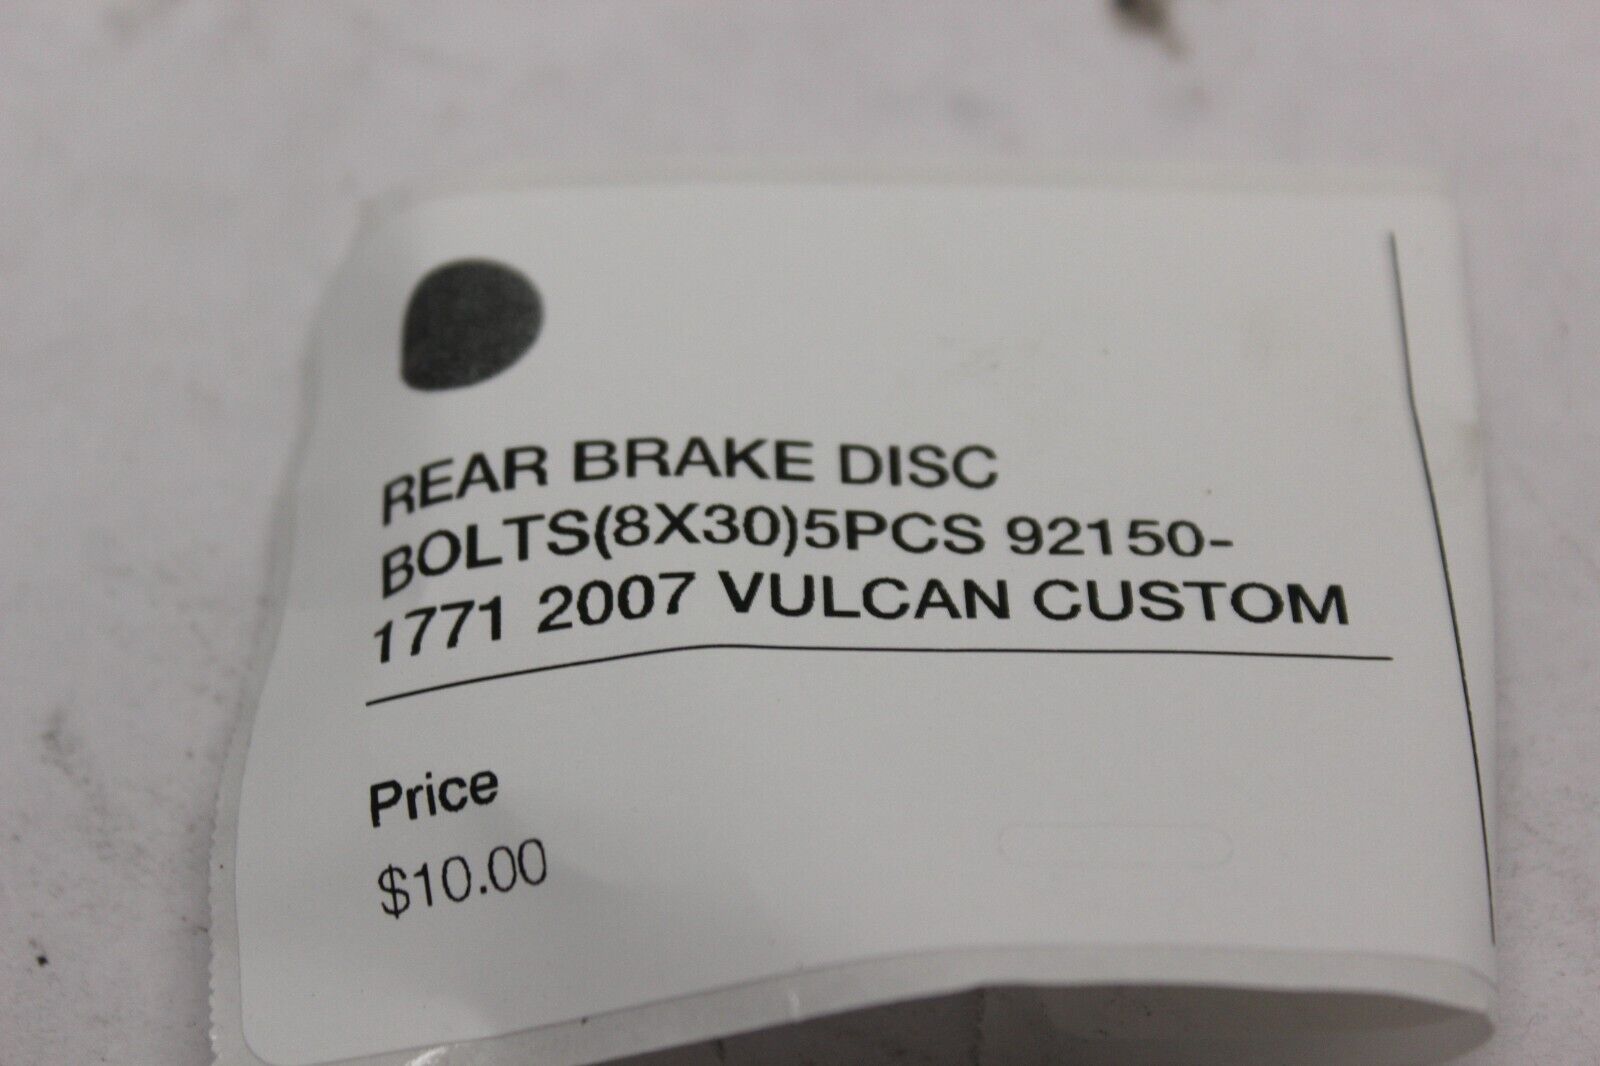 REAR BRAKE DISC
BOLTS(8X30)5PCS 92150-
1771 2007 VULCAN CUSTOM
Price
$10.00